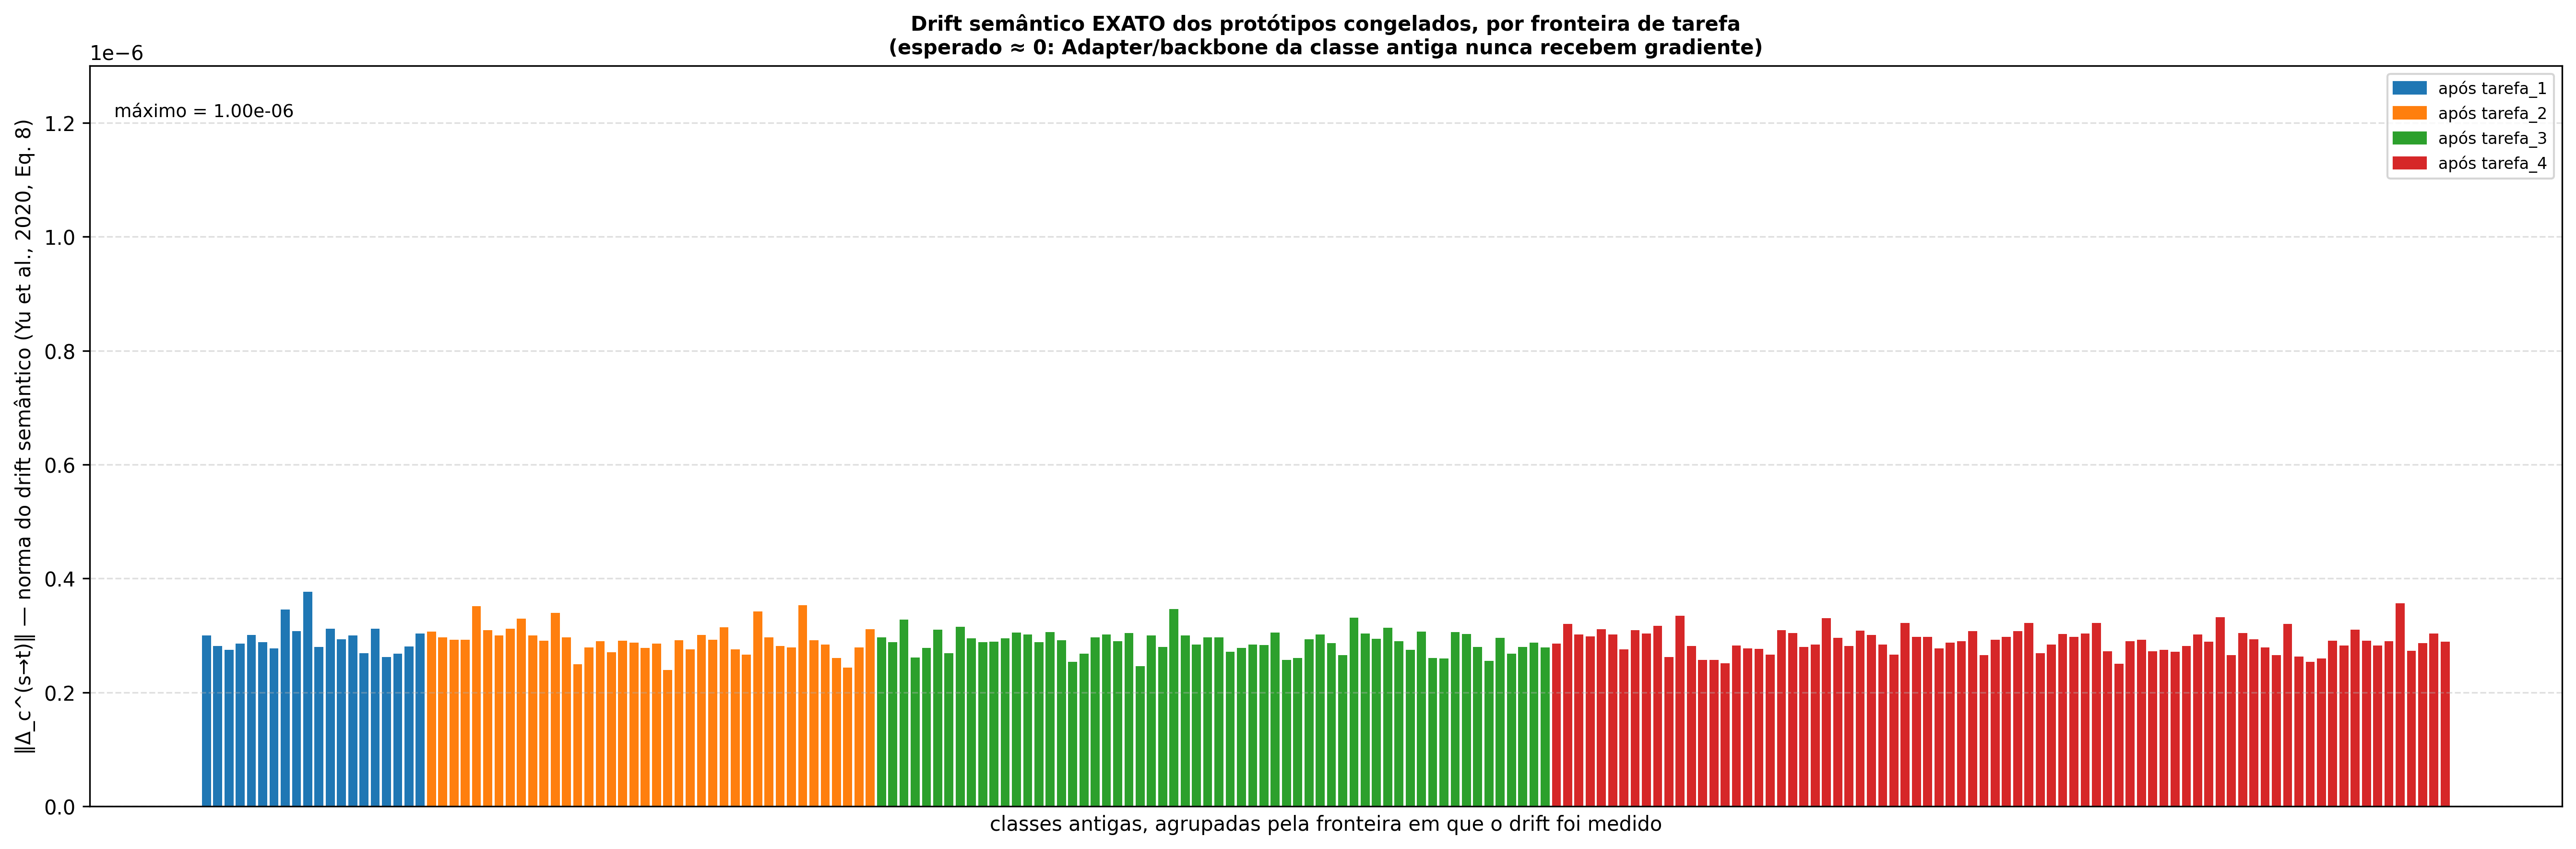 Drift semântico EXATO dos protótipos congelados, por fronteira de tarefa
(esperado ≈ 0: Adapter/backbone da classe antiga nunca recebem gradiente)
1e−6
máximo = 1.00e-06
após tarefa_1
após tarefa_2
após tarefa_3
após tarefa_4
‖Δ_c^(s→t)‖ — norma do drift semântico (Yu et al., 2020, Eq. 8)
1.2
1.0
0.8
0.6
0.4
0.2
0.0
classes antigas, agrupadas pela fronteira em que o drift foi medido